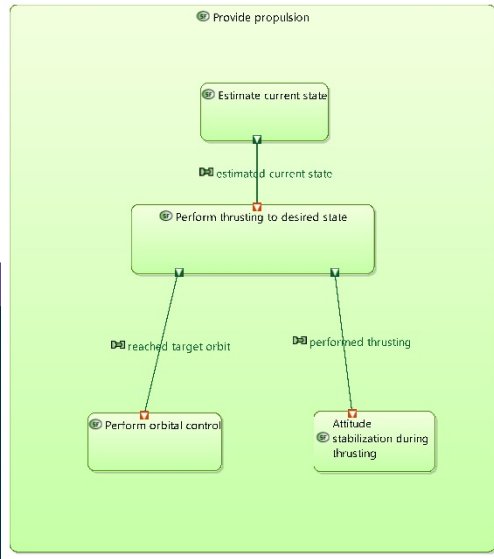 Provide propulsion
Estimate current state
estimated current state
Perform thrusting to desired state
reached target orbit
performed thrusting
Perform orbital control
Attitude
stabilization during
thrusting